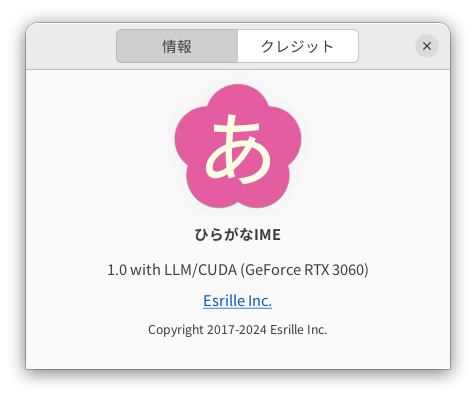 情報 クレジット
あ
ひらがなIME
1.0 with LLM/CUDA (GeForce RTX 3060)
Esrille Inc.
Copyright 2017-2024 Esrille Inc.